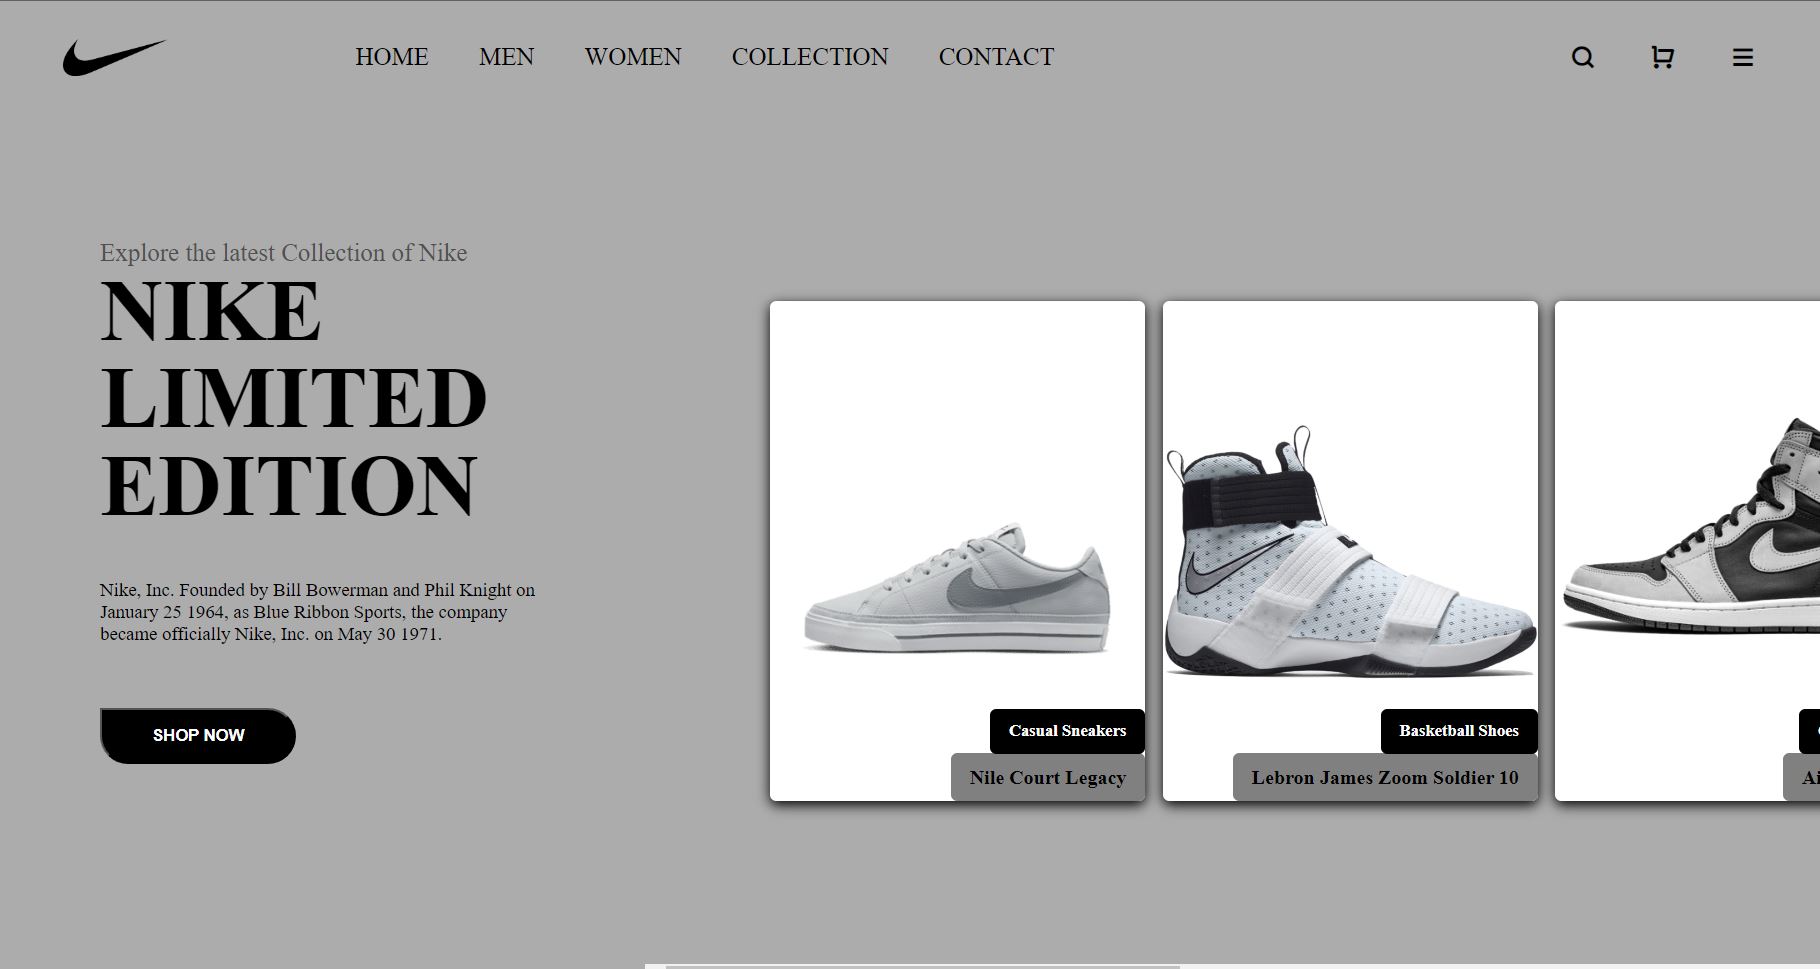 HOME MEN WOMEN COLLECTION CONTACT
Explore the latest Collection of Nike
NIKE
LIMITED
EDITION
Nike, Inc. Founded by Bill Bowerman and Phil Knight on
January 25 1964, as Blue Ribbon Sports, the company
became officially Nike, Inc. on May 30 1971.
SHOP NOW
Casual Sneakers
Nile Court Legacy
Basketball Shoes
Lebron James Zoom Soldier 10